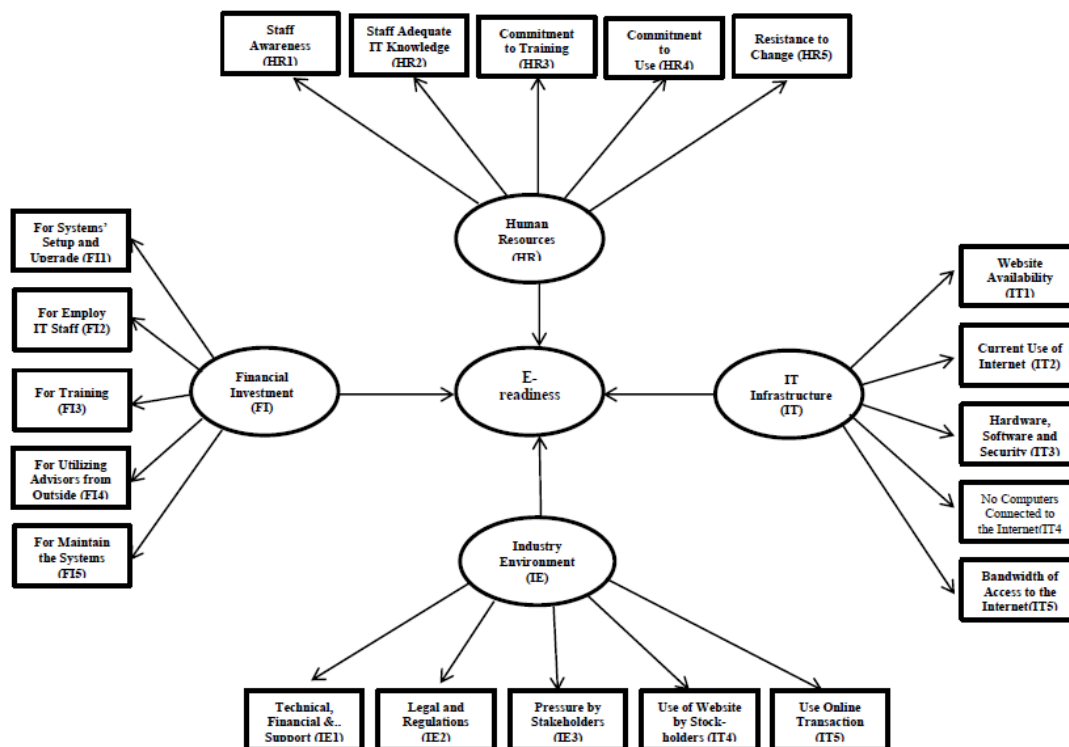 Staff
Awareness
(HR1)
Staff Adequate
IT Knowledge
(HR2)
Commitment
to Training
(HR3)
Commitment
to
Use (HR4)
Resistance to
Change (HR5)
Human
Resources
(HR)
For Systems’
Setup and
Upgrade (FI1)
For Employ
IT Staff (FI2)
For Training
(FI3)
For Utilizing
Advisors from
Outside (FI4)
For Maintain
the Systems
(FI5)
Financial
Investment
(FI)
E-
readiness
IT
Infrastructure
(IT)
Website
Availability
(IT1)
Current Use of
Internet (IT2)
Hardware,
Software and
Security (IT3)
No Computers
Connected to
the Internet(IT4
Bandwidth of
Access to the
Internet(IT5)
Industry
Environment
(IE)
Technical,
Financial &..
Support (IE1)
Legal and
Regulations
(IE2)
Pressure by
Stakeholders
(IE3)
Use of Website
by Stock-
holders (IT4)
Use Online
Transaction
(IT5)